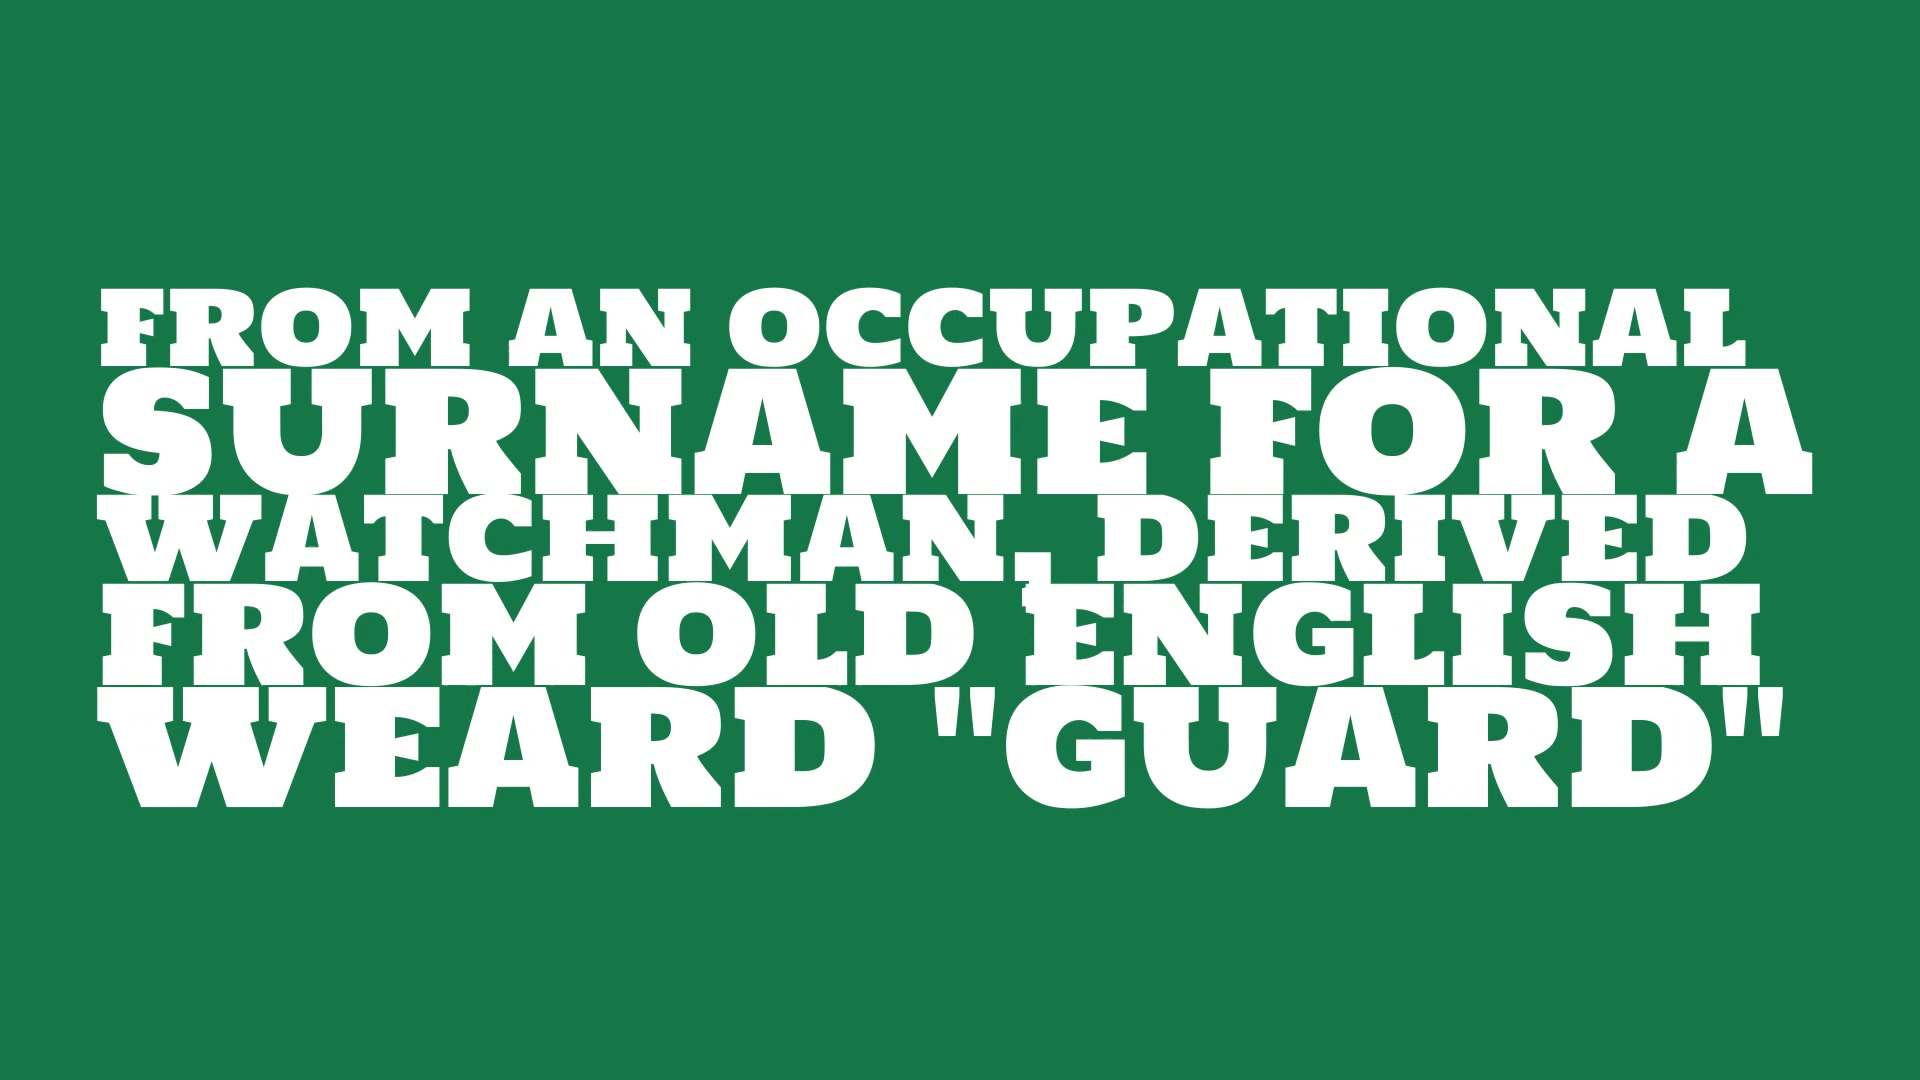 FROM AN OCCUPATIONAL
SURNAME FOR A
WATCHMAN, DERIVED
FROM OLD ENGLISH
WEARD "GUARD"